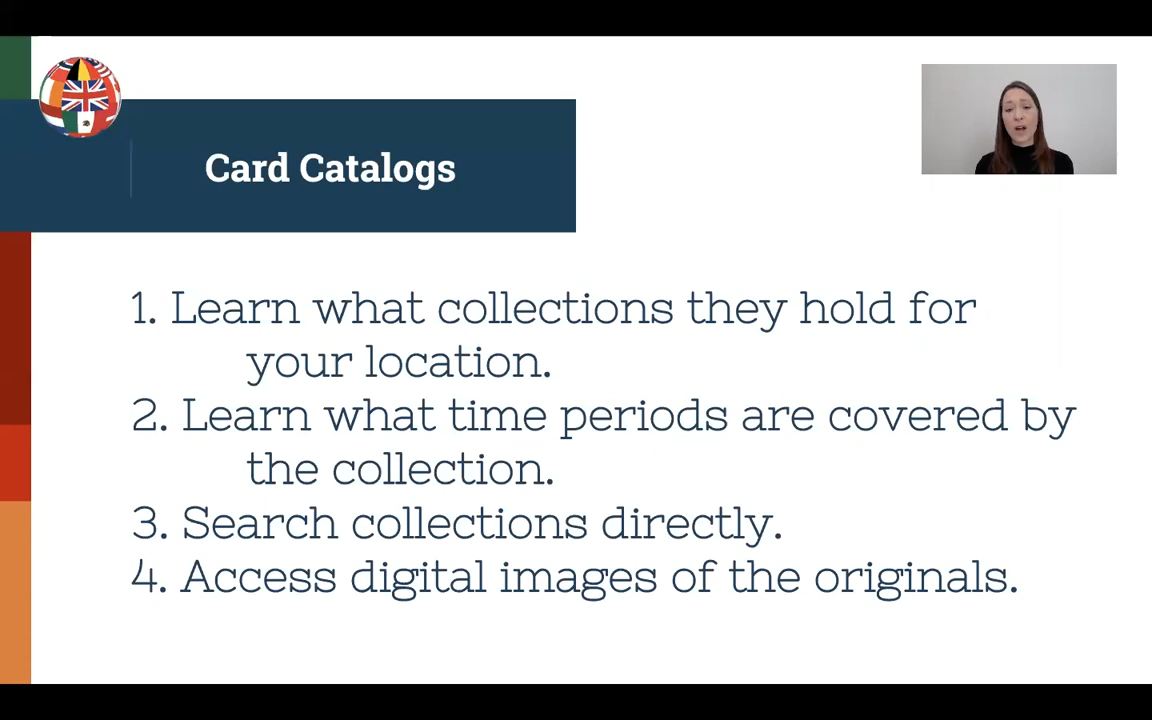 Card Catalogs
1. Learn what collections they hold for
your location.
2. Learn what time periods are covered by
the collection.
3. Search collections directly.
4. Access digital images of the originals.